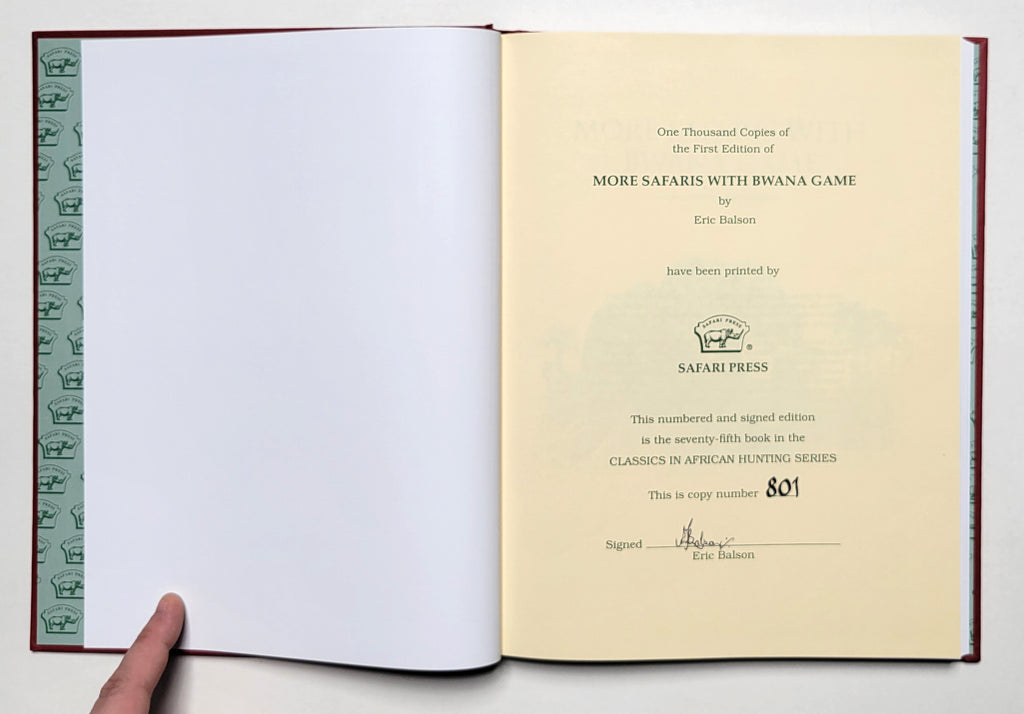 One Thousand Copies of
the First Edition of
MORE SAFARIS WITH BWANA GAME
by
Eric Balson
have been printed by
SAFARI PRESS
®
SAFARI PRESS
This numbered and signed edition
is the seventy-fifth book in the
CLASSICS IN AFRICAN HUNTING SERIES
This is copy number 801
Signed
Eric Balson